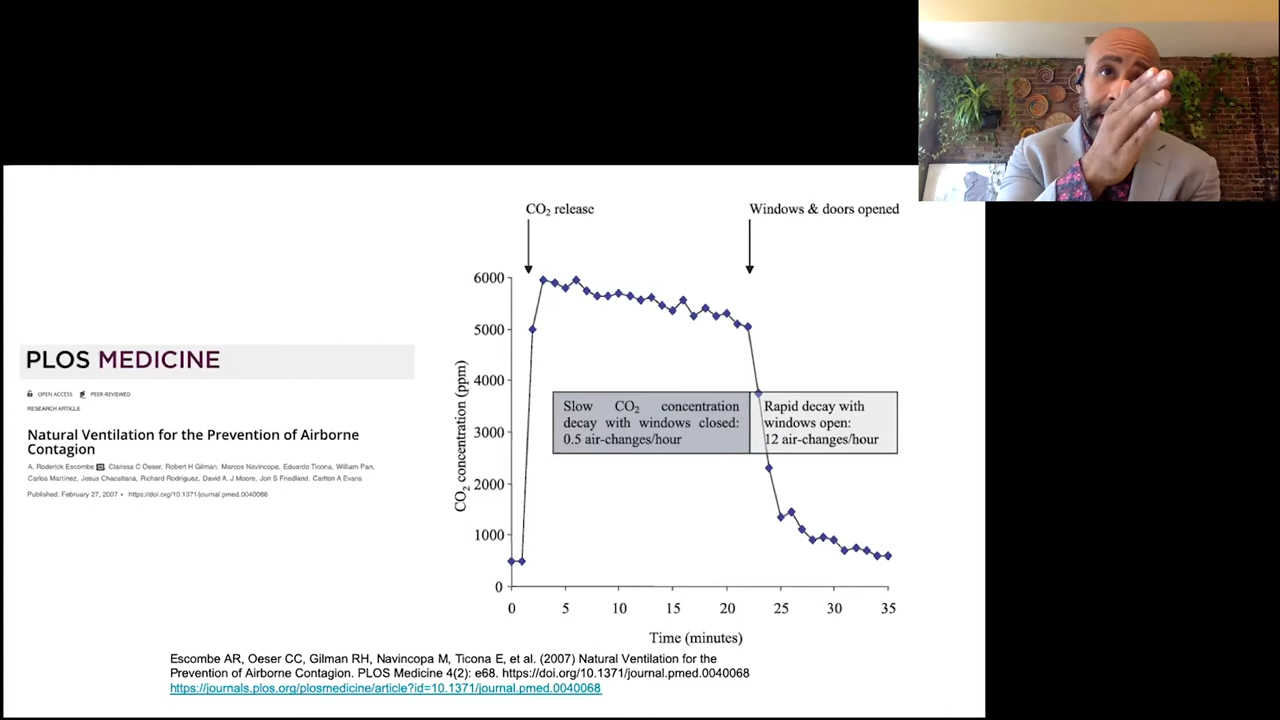 CO₂ release
Windows & doors opened
6000
5000
4000
3000
2000
1000
0
CO₂ concentration (ppm)
Slow CO₂ concentration
decay with windows closed:
0.5 air-changes/hour
Rapid decay with
windows open:
12 air-changes/hour
0 5 10 15 20 25 30 35
Time (minutes)
PLOS MEDICINE
OPEN ACCESS PEER-REVIEWED
RESEARCH ARTICLE
Natural Ventilation for the Prevention of Airborne
Contagion
A. Roderick Escombe, Clarissa C Oeser, Robert H Gilman, Marcos Navincopa, Eduardo Ticona, William Pan,
Carlos Martínez, Jesus Chacaltana, Richard Rodríguez, David A. J Moore, Jon S Friedland, Carlton A Evans
Published: February 27, 2007 • https://doi.org/10.1371/journal.pmed.0040068
Escombe AR, Oeser CC, Gilman RH, Navincopa M, Ticona E, et al. (2007) Natural Ventilation for the
Prevention of Airborne Contagion. PLOS Medicine 4(2): e68. https://doi.org/10.1371/journal.pmed.0040068
https://journals.plos.org/plosmedicine/article?id=10.1371/journal.pmed.0040068